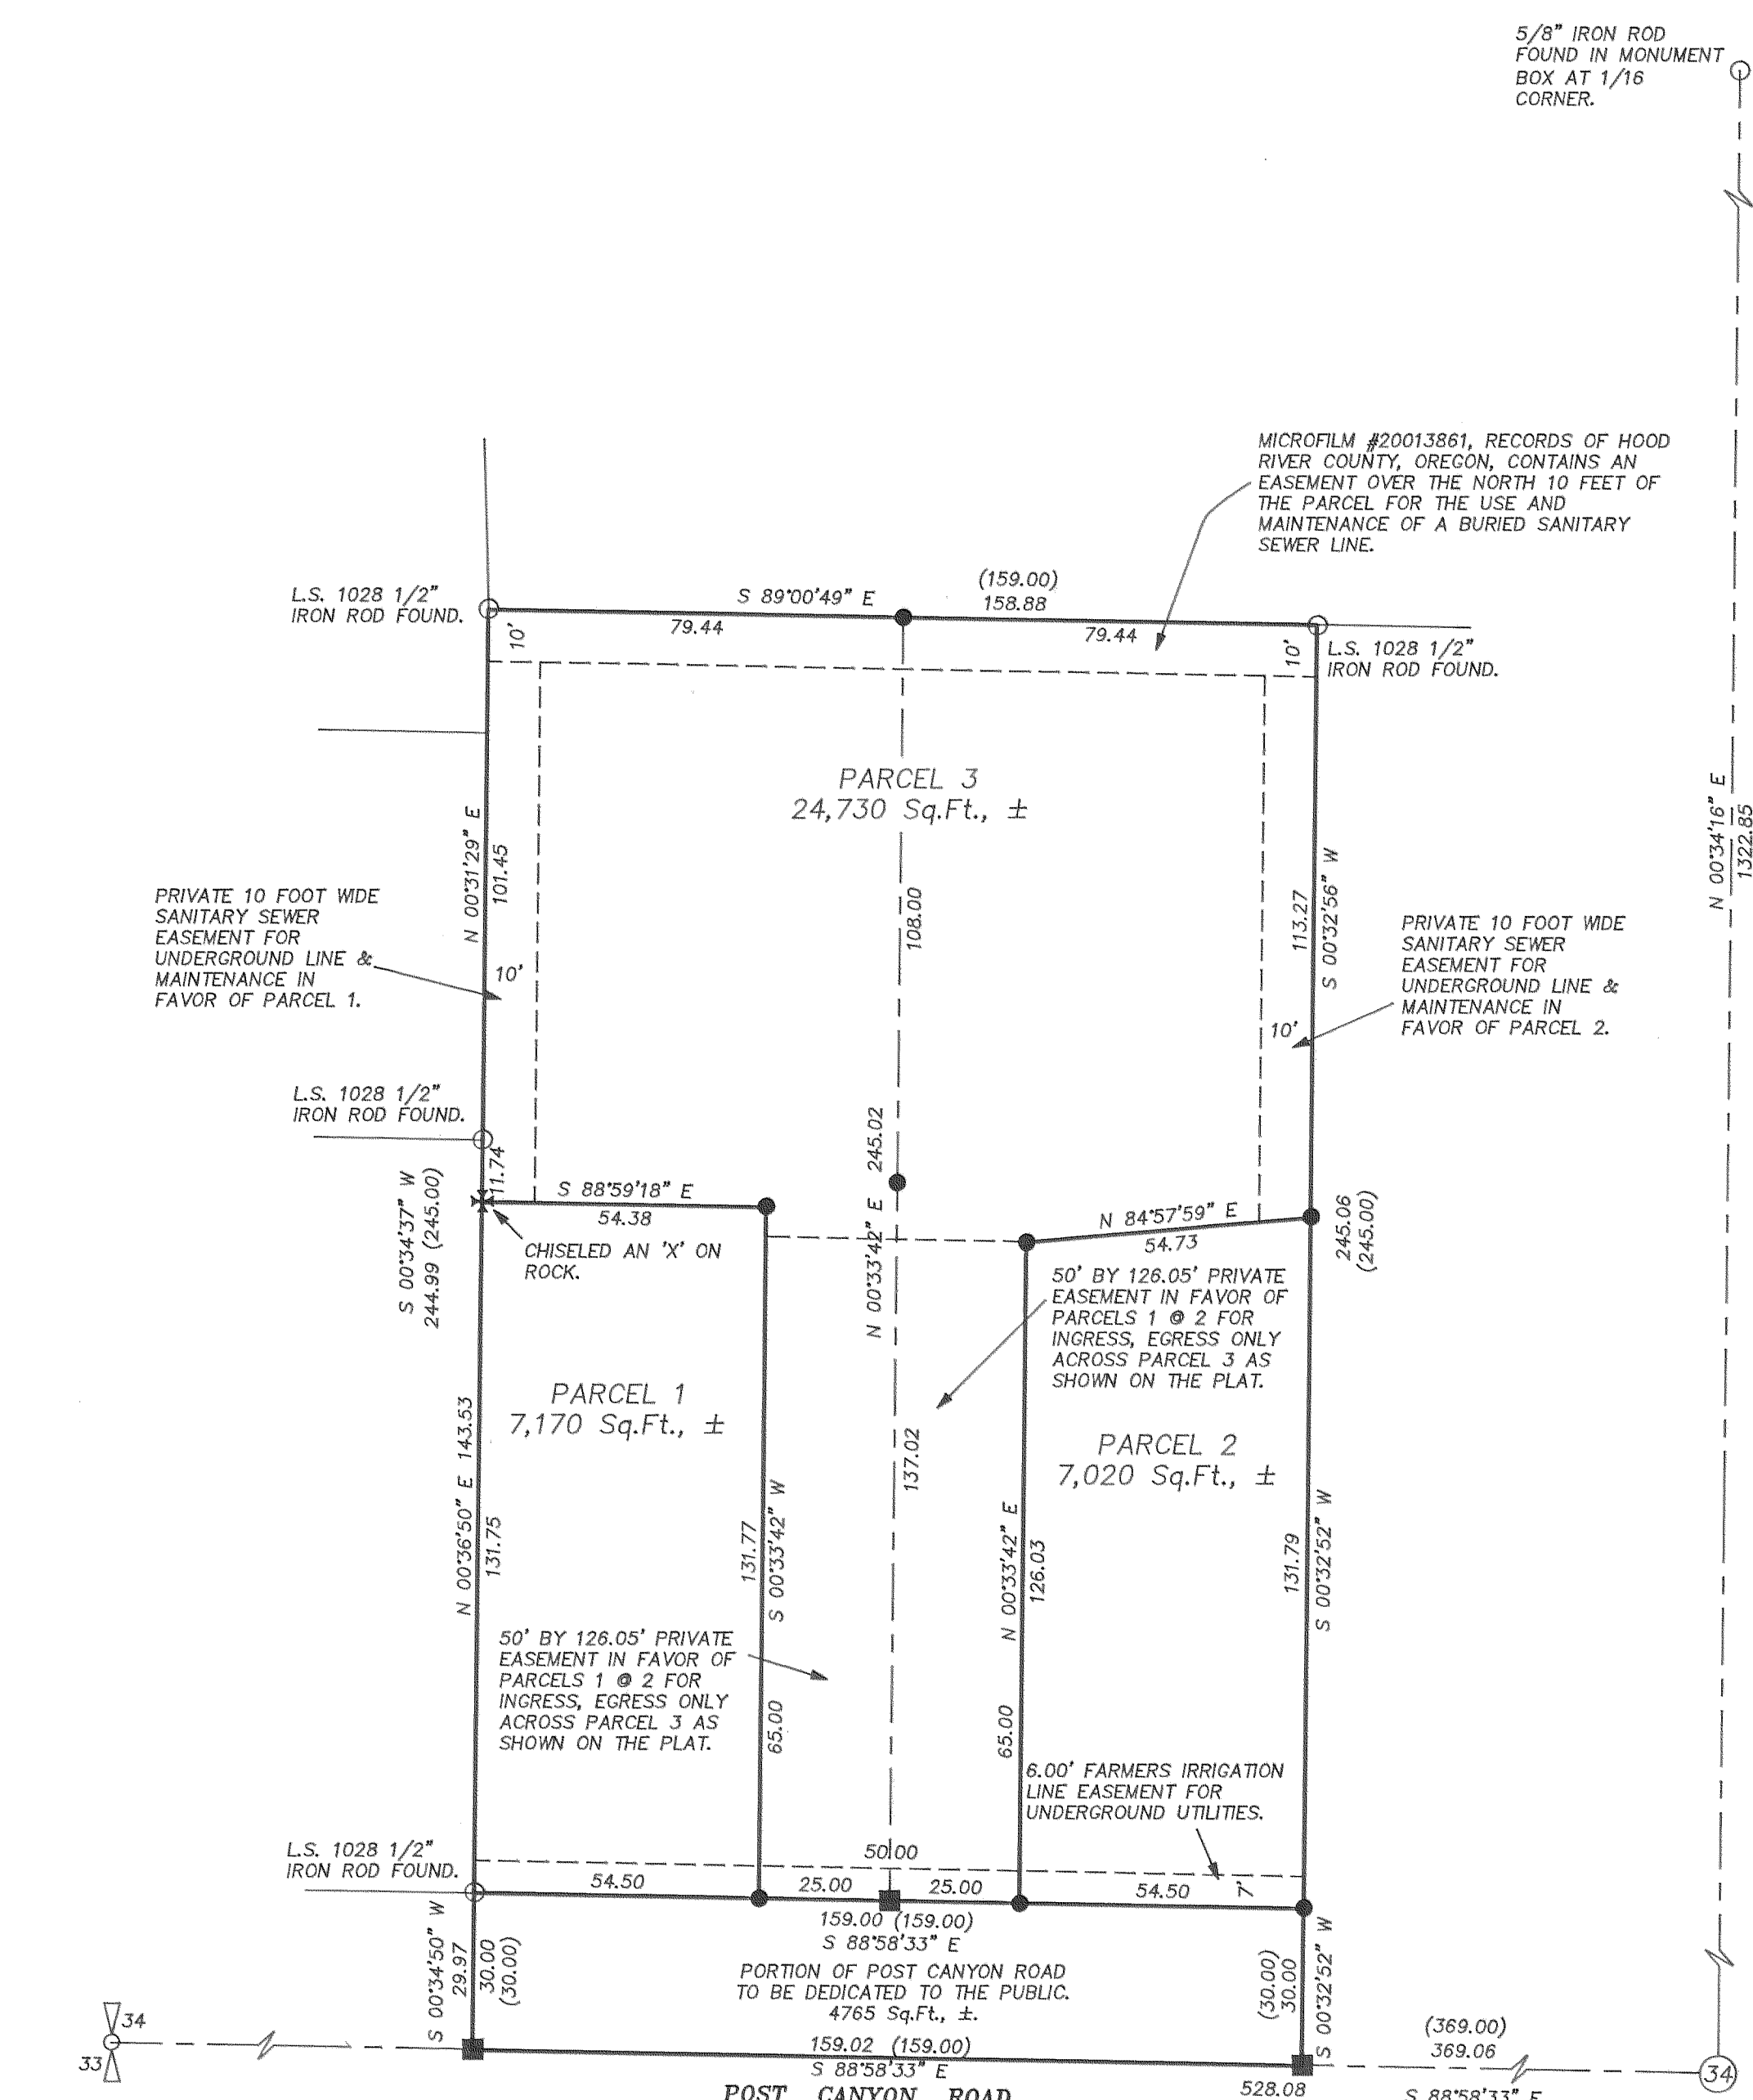 5/8" IRON ROD
FOUND IN MONUMENT
BOX AT 1/16
CORNER.
MICROFILM #20013861, RECORDS OF HOOD
RIVER COUNTY, OREGON, CONTAINS AN
EASEMENT OVER THE NORTH 10 FEET OF
THE PARCEL FOR THE USE AND
MAINTENANCE OF A BURIED SANITARY
SEWER LINE.
L.S. 1028 1/2"
IRON ROD FOUND.
S 89°00'49" E
(159.00)
158.88
79.44
79.44
10'
10'
L.S. 1028 1/2"
IRON ROD FOUND.
PARCEL 3
24,730 Sq.Ft., ±
N 00°31'29" E
101.45
108.00
113.27
S 00°32'56" W
N 00°34'16" E
1322.85
PRIVATE 10 FOOT WIDE
SANITARY SEWER
EASEMENT FOR
UNDERGROUND LINE &
MAINTENANCE IN
FAVOR OF PARCEL 1.
10'
PRIVATE 10 FOOT WIDE
SANITARY SEWER
EASEMENT FOR
UNDERGROUND LINE &
MAINTENANCE IN
FAVOR OF PARCEL 2.
10'
L.S. 1028 1/2"
IRON ROD FOUND.
11.74
S 00°34'37" W
244.99 (245.00)
S 88°59'18" E
54.38
CHISELED AN 'X' ON
ROCK.
N 00°33'42" E 245.02
N 84°57'59" E
54.73
245.06
(245.00)
50' BY 126.05' PRIVATE
EASEMENT IN FAVOR OF
PARCELS 1 @ 2 FOR
INGRESS, EGRESS ONLY
ACROSS PARCEL 3 AS
SHOWN ON THE PLAT.
PARCEL 1
7,170 Sq.Ft., ±
PARCEL 2
7,020 Sq.Ft., ±
N 00°36'50" E 143.53
131.75
131.77
S 00°33'42" W
137.02
N 00°33'42" E
126.03
131.79
S 00°32'52" W
50' BY 126.05' PRIVATE
EASEMENT IN FAVOR OF
PARCELS 1 @ 2 FOR
INGRESS, EGRESS ONLY
ACROSS PARCEL 3 AS
SHOWN ON THE PLAT.
65.00
65.00
6.00' FARMERS IRRIGATION
LINE EASEMENT FOR
UNDERGROUND UTILITIES.
L.S. 1028 1/2"
IRON ROD FOUND.
50.00
54.50
25.00
25.00
54.50
7'
159.00 (159.00)
S 88°58'33" E
PORTION OF POST CANYON ROAD
TO BE DEDICATED TO THE PUBLIC.
4765 Sq.Ft., ±.
S 00°34'50" W
29.97
30.00
(30.00)
(30.00)
30.00
S 00°32'52" W
34
33
159.02 (159.00)
S 88°58'33" E
(369.00)
369.06
34
POST CANYON ROAD
528.08
S 88°58'33" E